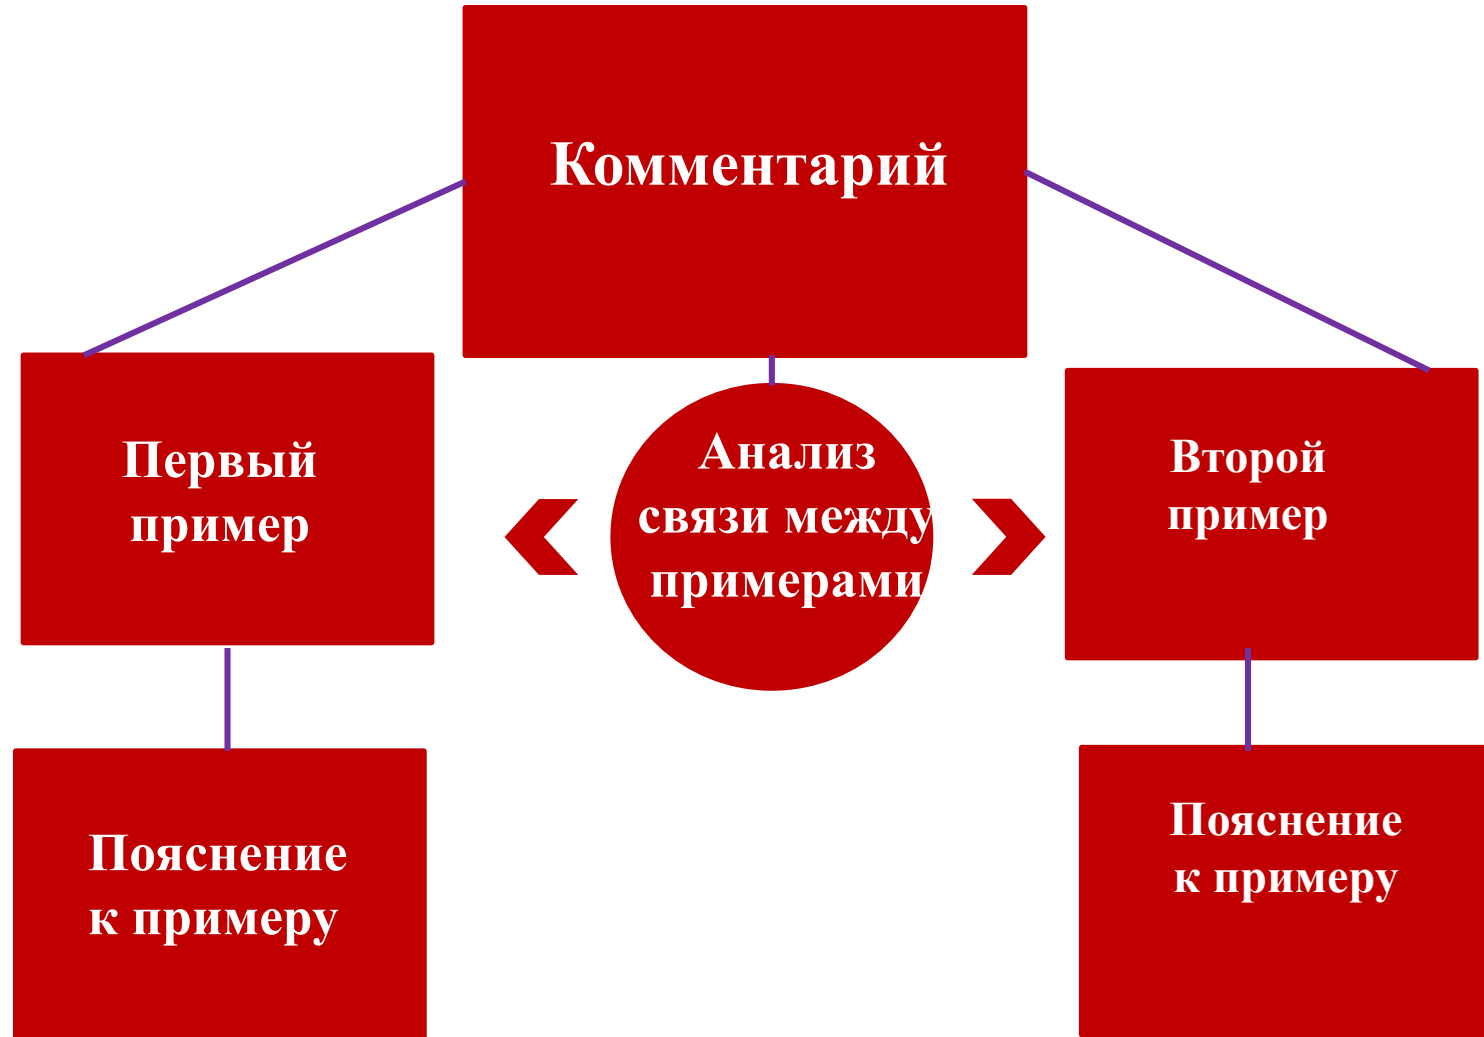 Комментарий
Первый
пример
Анализ
связи между
примерами
Второй
пример
Пояснение
к примеру
Пояснение
к примеру